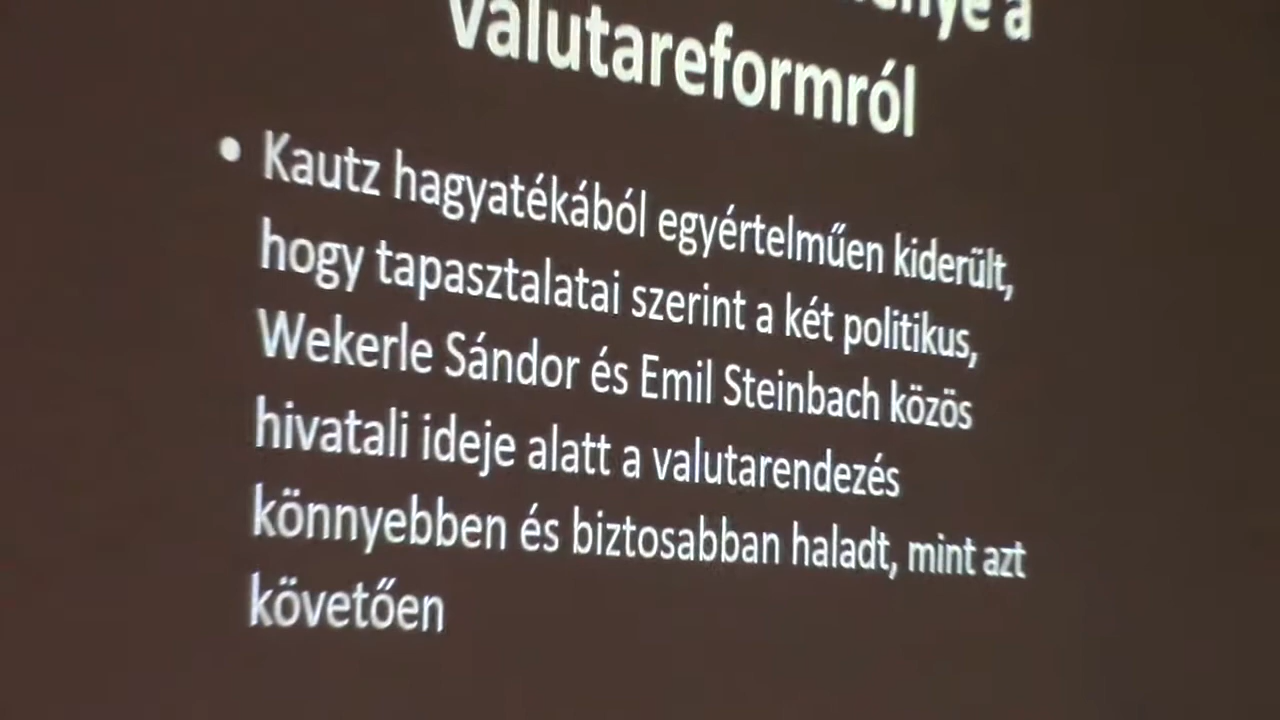 a
valutareformról
• Kautz hagyatékából egyértelműen kiderült,
hogy tapasztalatai szerint a két politikus,
Wekerle Sándor és Emil Steinbach közös
hivatali ideje alatt a valutarendezés
könnyebben és biztosabban haladt, mint azt
követően